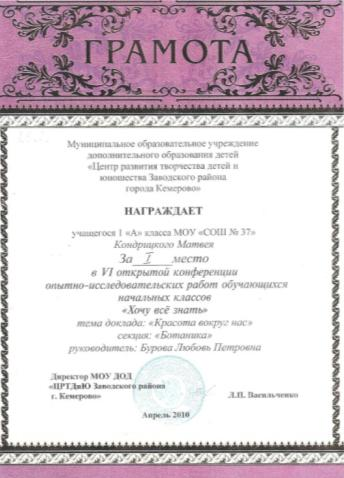 ГРАМОТА
Муниципальное образовательное учреждение
дополнительного образования детей
«Центр развития творчества детей и
юношества Заводского района
города Кемерово»
НАГРАЖДАЕТ
учащегося 1 «А» класса МОУ «СОШ № 37»
Кондрицкого Матвея
За I место
в VI открытой конференции
опытно-исследовательских работ обучающихся
начальных классов
«Хочу всё знать»
тема доклада: «Красота вокруг нас»
секция: «Ботаника»
руководитель: Бурова Любовь Петровна
Директор МОУ ДОД
«ЦРТДиЮ Заводского района
г. Кемерово»
Л.П. Васильченко
Апрель 2010